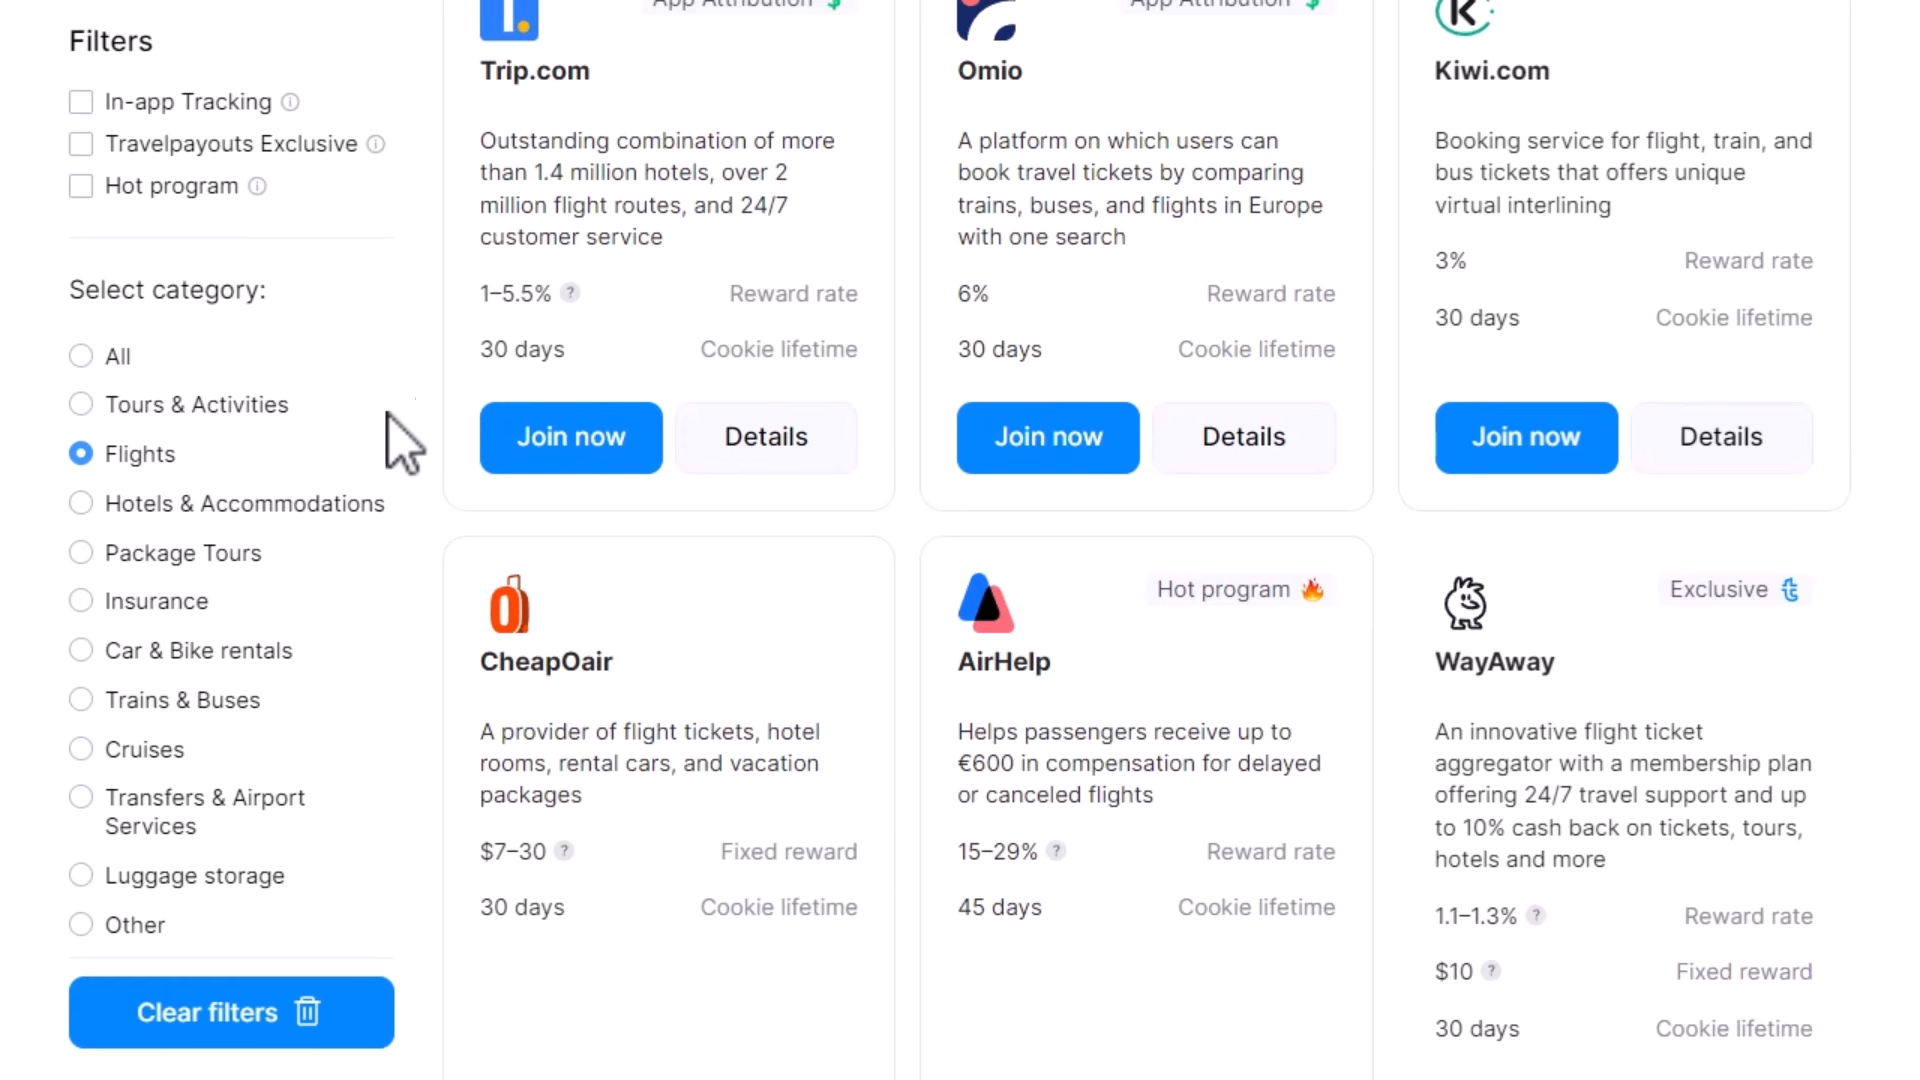 Filters
In-app Tracking
Travelpayouts Exclusive
Hot program
Select category:
All
Tours & Activities
Flights
Hotels & Accommodations
Package Tours
Insurance
Car & Bike rentals
Trains & Buses
Cruises
Transfers & Airport
Services
Luggage storage
Other
Clear filters
App Attribution
Trip.com
Outstanding combination of more
than 1.4 million hotels, over 2
million flight routes, and 24/7
customer service
1–5.5% ? Reward rate
30 days Cookie lifetime
Join now Details
App Attribution
Omio
A platform on which users can
book travel tickets by comparing
trains, buses, and flights in Europe
with one search
6% Reward rate
30 days Cookie lifetime
Join now Details
Kiwi.com
Booking service for flight, train, and
bus tickets that offers unique
virtual interlining
3% Reward rate
30 days Cookie lifetime
Join now Details
CheapOair
A provider of flight tickets, hotel
rooms, rental cars, and vacation
packages
$7–30 ? Fixed reward
30 days Cookie lifetime
Hot program
AirHelp
Helps passengers receive up to
€600 in compensation for delayed
or canceled flights
15–29% ? Reward rate
45 days Cookie lifetime
Exclusive
WayAway
An innovative flight ticket
aggregator with a membership plan
offering 24/7 travel support and up
to 10% cash back on tickets, tours,
hotels and more
1.1–1.3% ? Reward rate
$10 ? Fixed reward
30 days Cookie lifetime